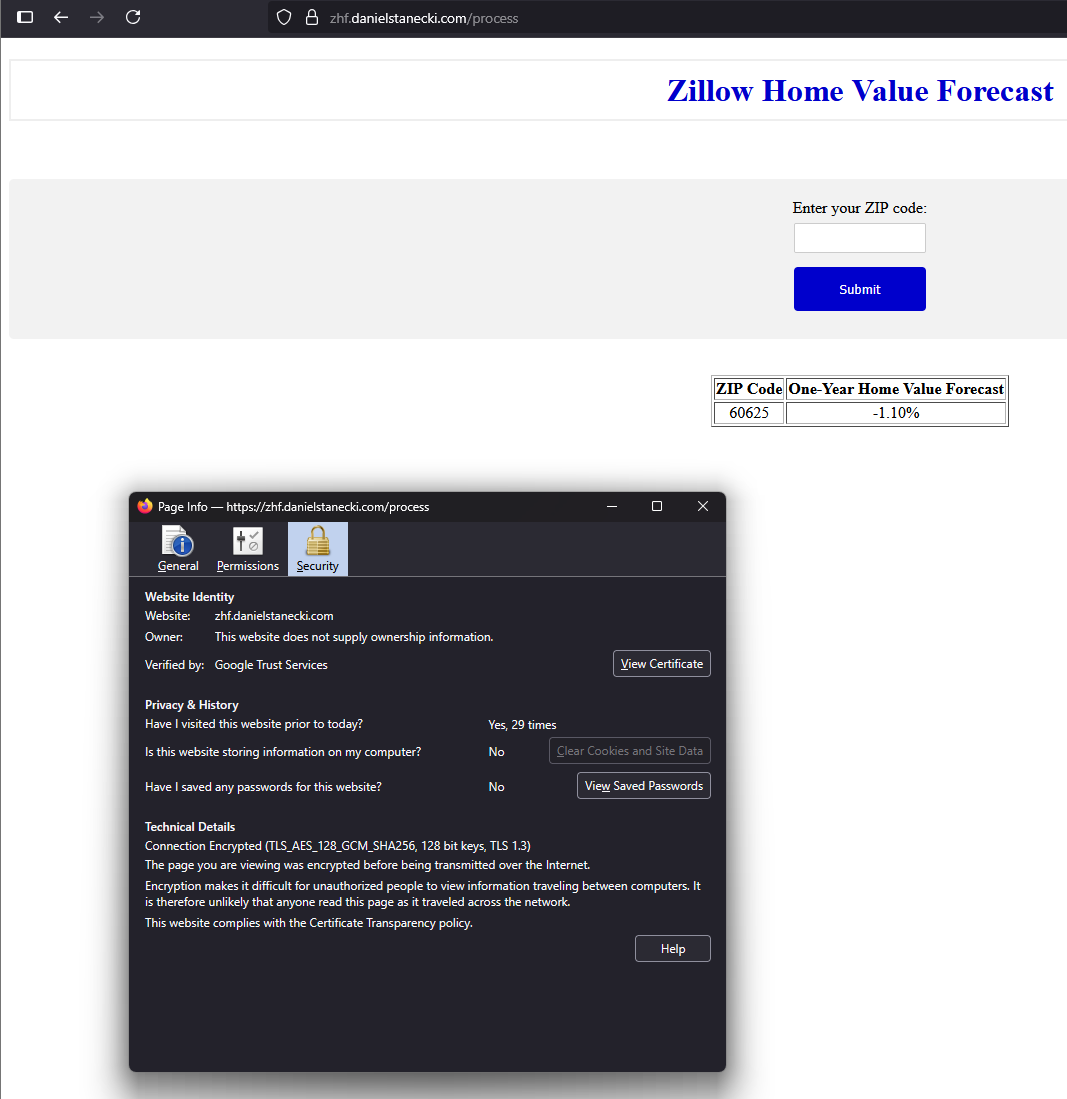 zhf.danielstanecki.com/process
Zillow Home Value Forecast
Enter your ZIP code:
Submit
ZIP Code One-Year Home Value Forecast
60625 -1.10%
Page Info — https://zhf.danielstanecki.com/process
General Permissions Security
Website Identity
Website: zhf.danielstanecki.com
Owner: This website does not supply ownership information.
Verified by: Google Trust Services View Certificate
Privacy & History
Have I visited this website prior to today? Yes, 29 times
Is this website storing information on my computer? No Clear Cookies and Site Data
Have I saved any passwords for this website? No View Saved Passwords
Technical Details
Connection Encrypted (TLS_AES_128_GCM_SHA256, 128 bit keys, TLS 1.3)
The page you are viewing was encrypted before being transmitted over the Internet.
Encryption makes it difficult for unauthorized people to view information traveling between computers. It
is therefore unlikely that anyone read this page as it traveled across the network.
This website complies with the Certificate Transparency policy.
Help